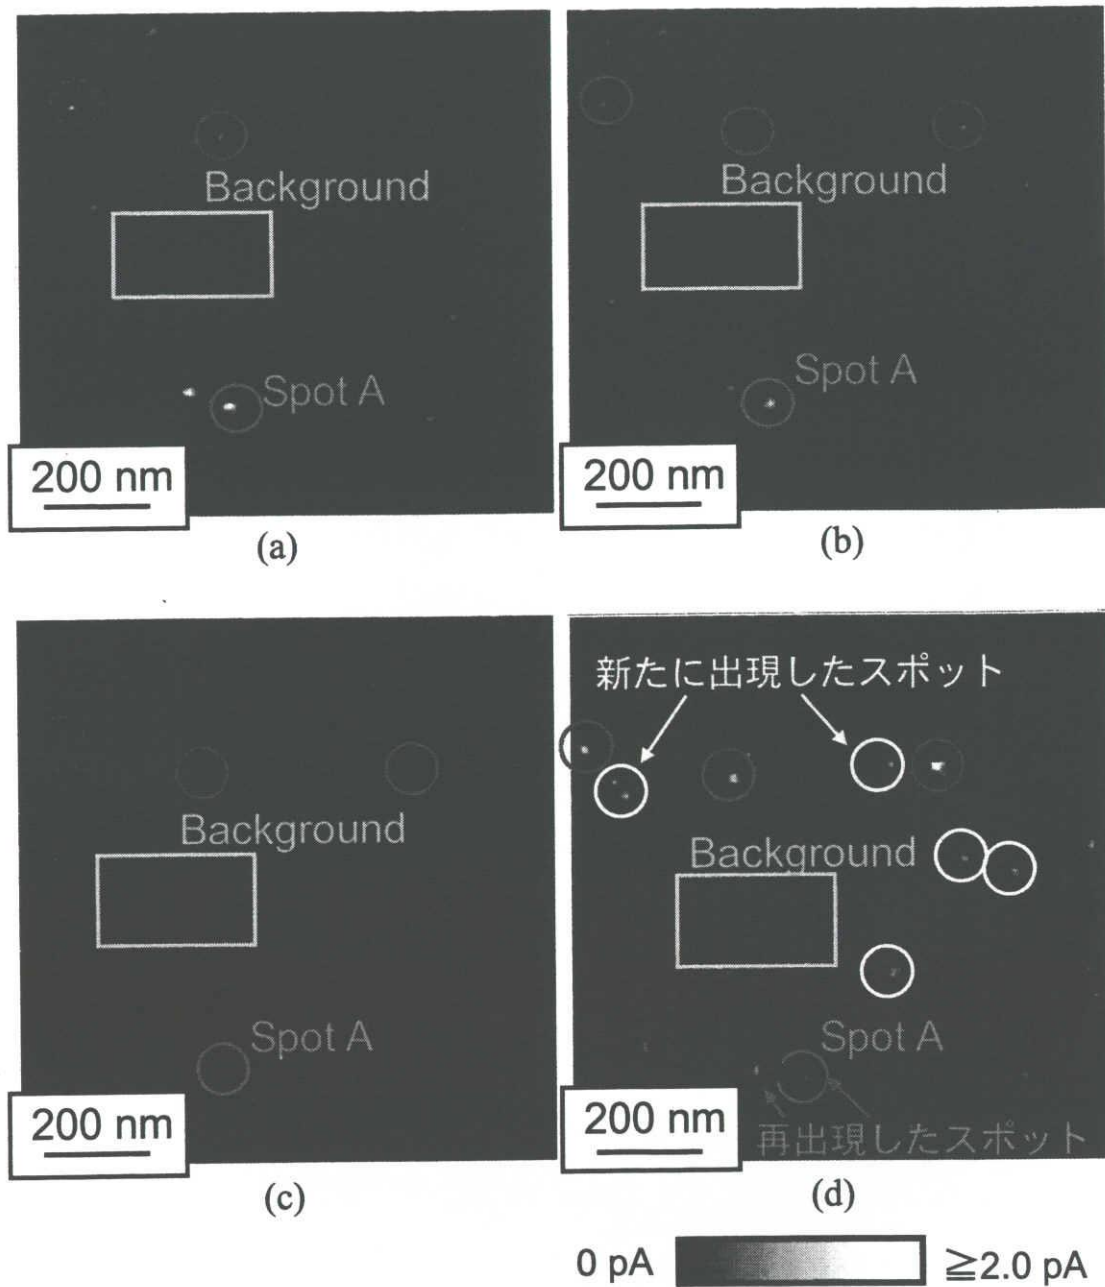 Background
Spot A
200 nm
(a)
Background
Spot A
200 nm
(b)
Background
Spot A
200 nm
(c)
新たに出現したスポット
Background
Spot A
再出現したスポット
200 nm
(d)
0 pA
≧2.0 pA